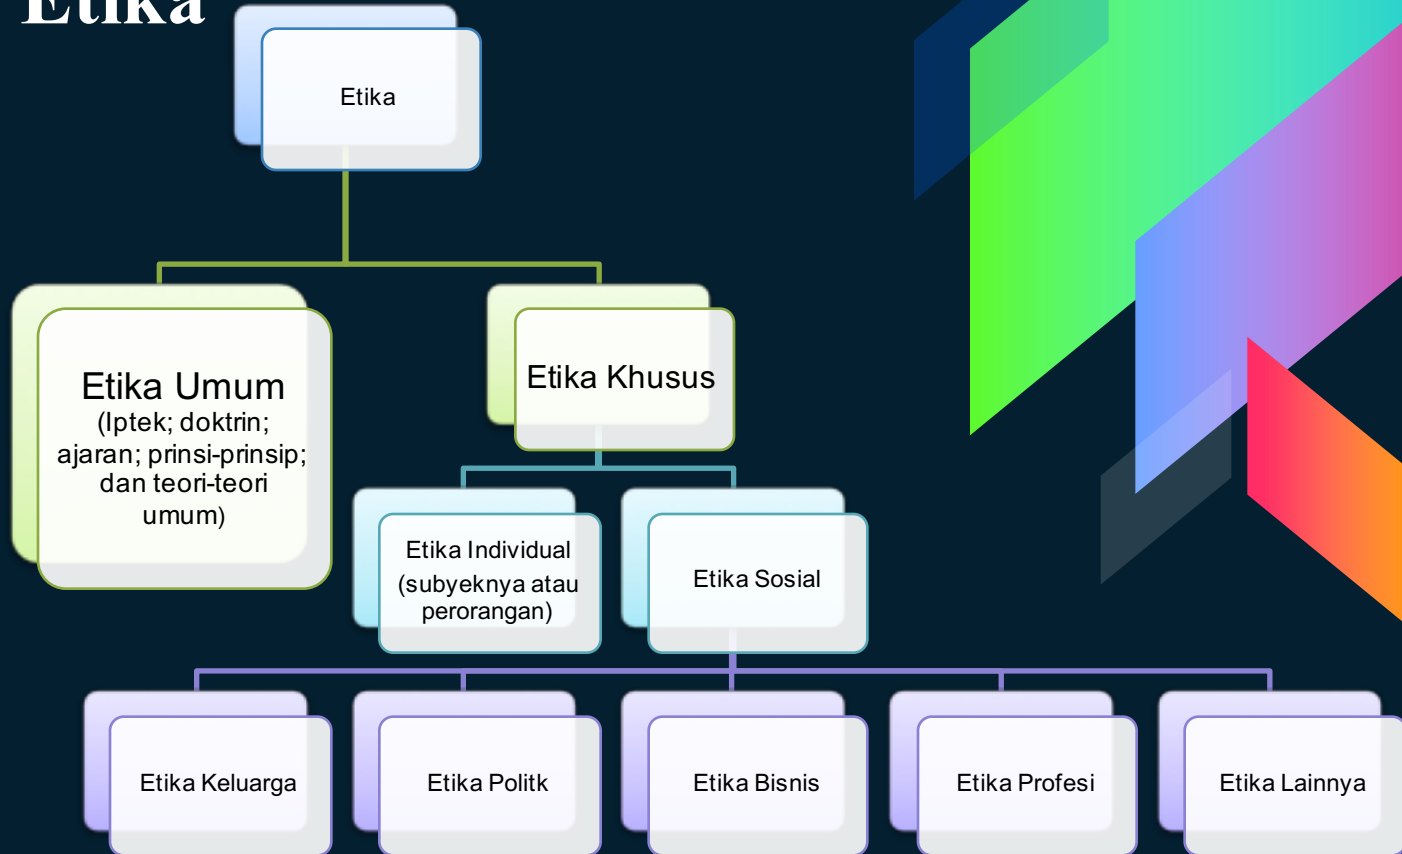 Etika
Etika
Etika Umum
(Iptek; doktrin;
ajaran; prinsi-prinsip;
dan teori-teori
umum)
Etika Khusus
Etika Individual
(subyeknya atau
perorangan)
Etika Sosial
Etika Keluarga
Etika Politk
Etika Bisnis
Etika Profesi
Etika Lainnya